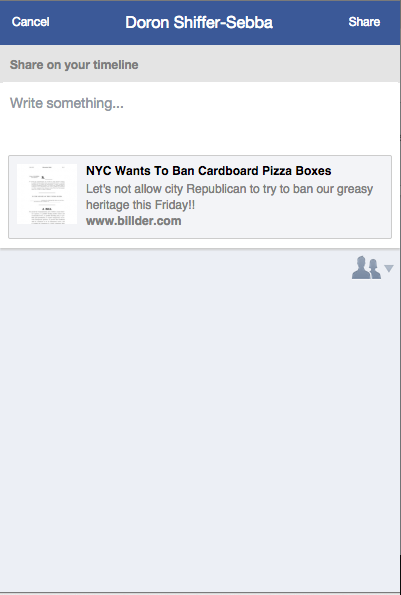 Cancel Doron Shiffer-Sebba Share
Share on your timeline
Write something...
NYC Wants To Ban Cardboard Pizza Boxes
Let's not allow city Republican to try to ban our greasy
heritage this Friday!!
www.billder.com